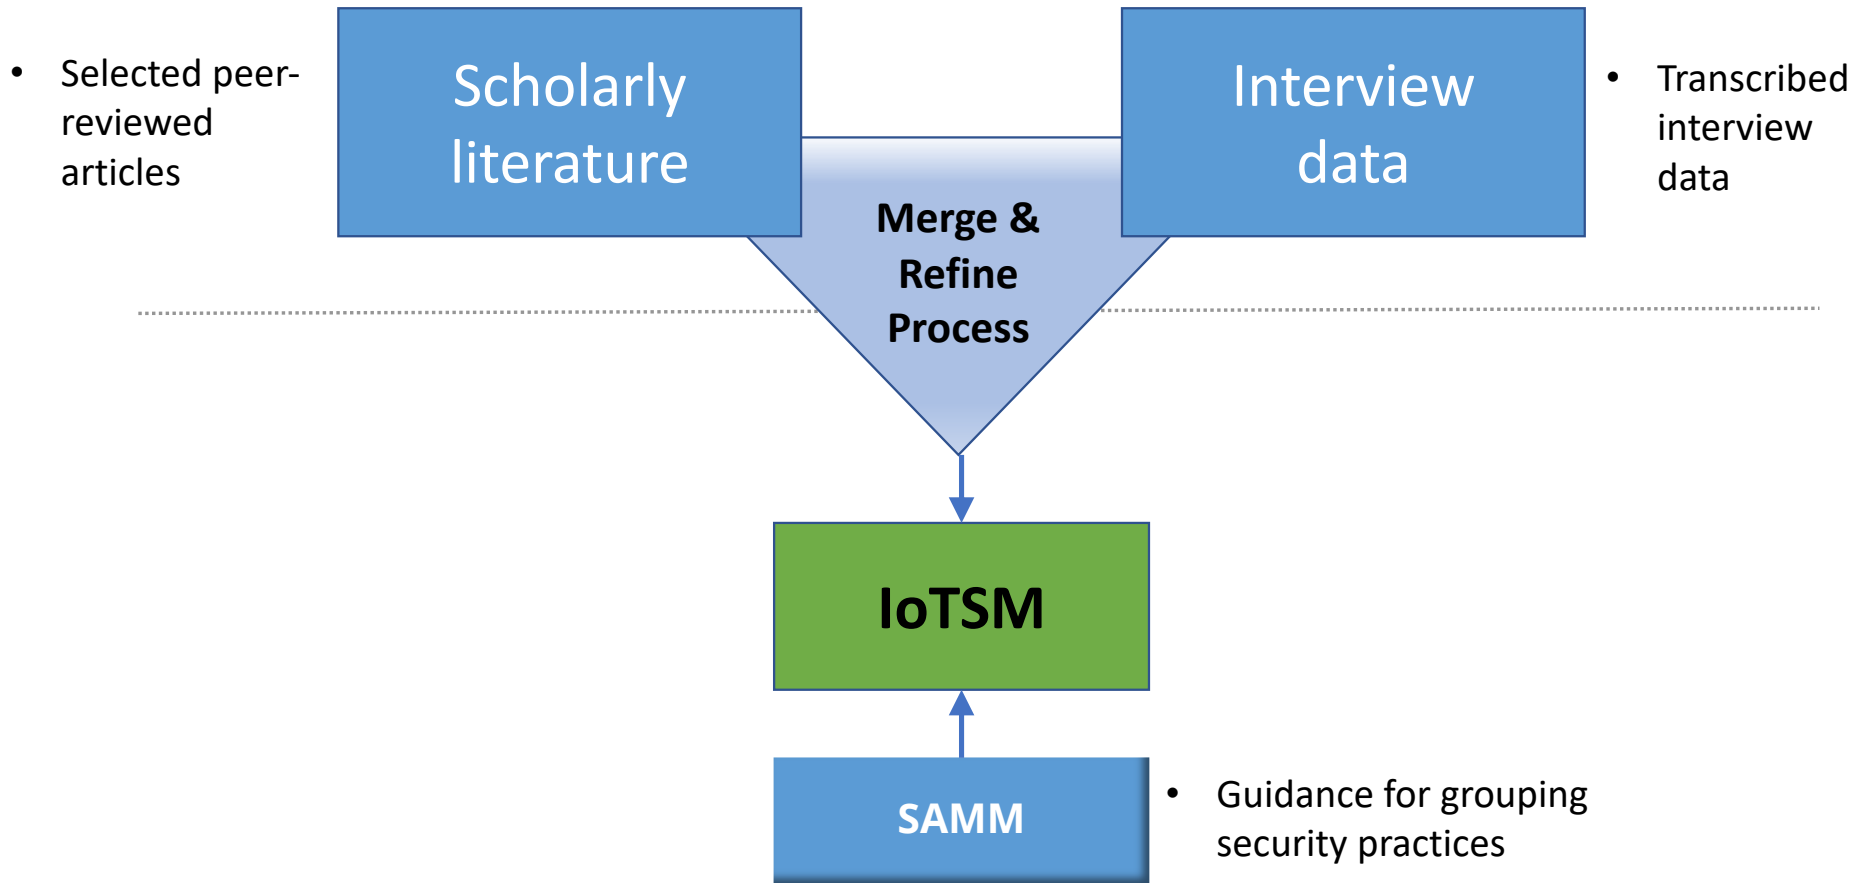 • Selected peer-
reviewed
articles
Scholarly
literature
Interview
data
• Transcribed
interview
data
Merge &
Refine
Process
IoTSM
SAMM
• Guidance for grouping
security practices